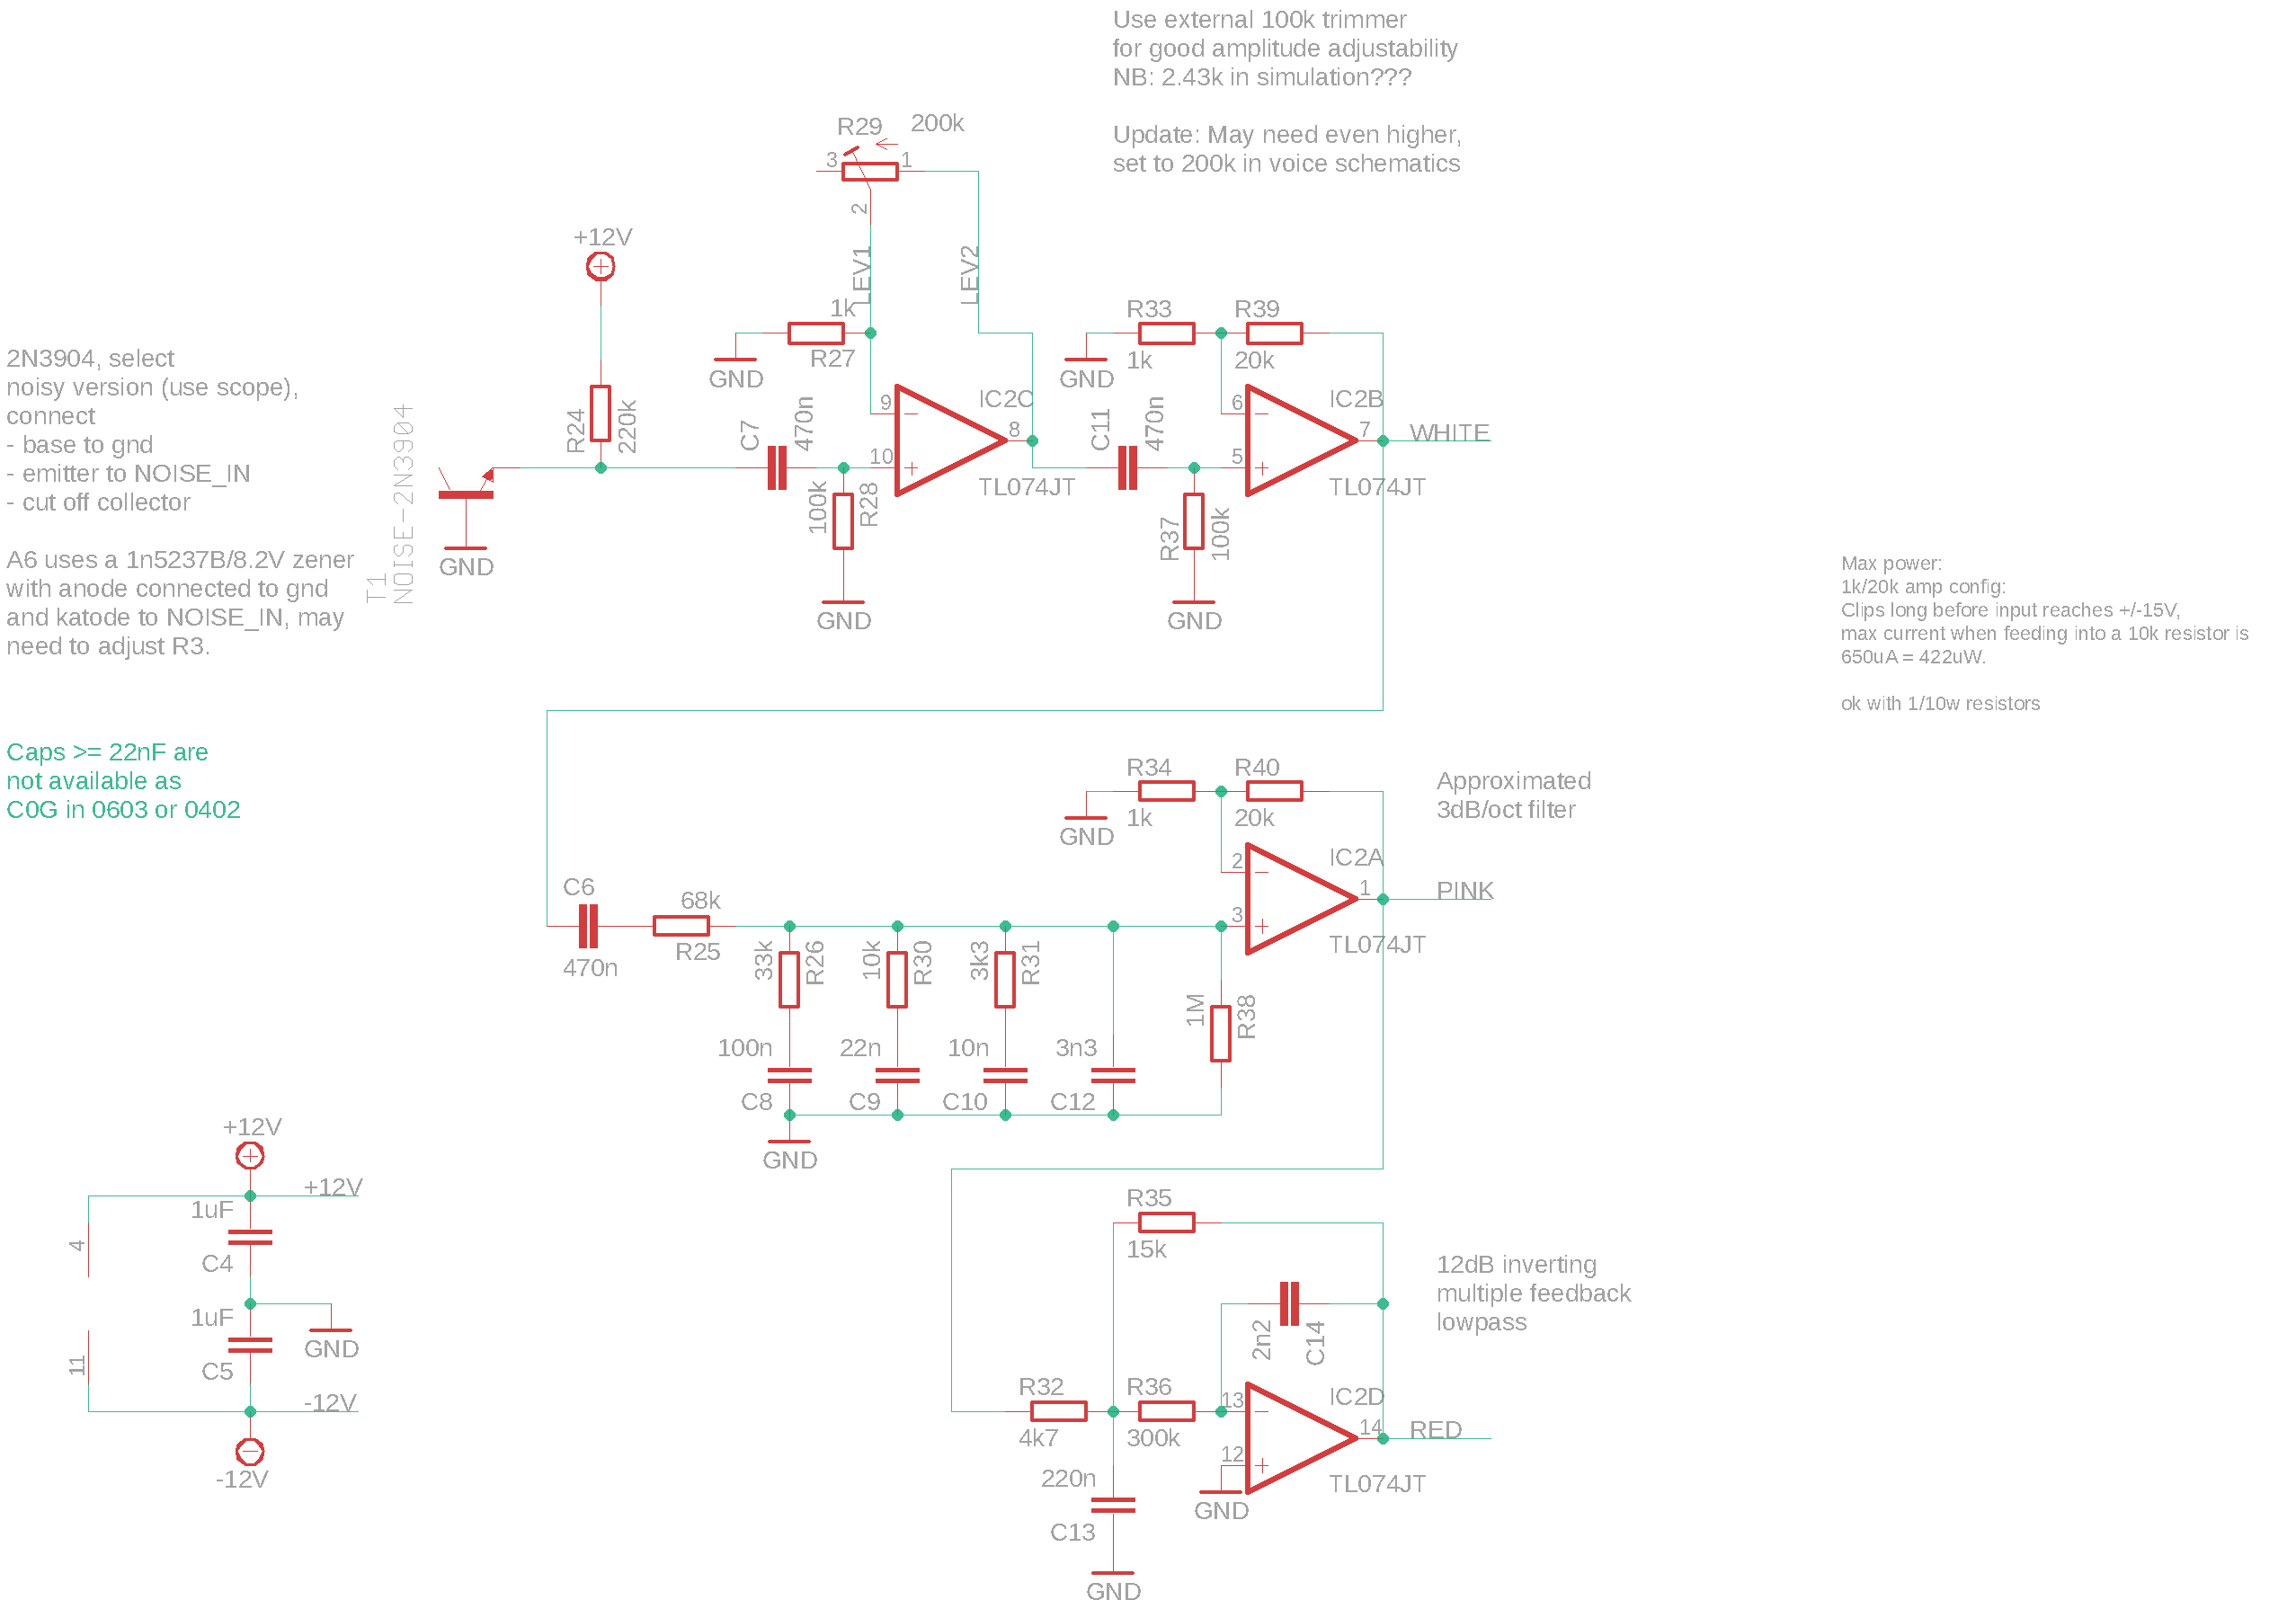 Use external 100k trimmer
for good amplitude adjustability
NB: 2.43k in simulation???
Update: May need even higher,
set to 200k in voice schematics
R29
200k
3
1
2
LEV1
LEV2
+12V
R24
220k
1k
R27
GND
C7
470n
9
10
8
IC2C
TL074JT
100k
R28
GND
R33
1k
R39
20k
GND
C11
470n
6
5
7
IC2B
TL074JT
WHITE
R37
100k
GND
2N3904, select
noisy version (use scope),
connect
- base to gnd
- emitter to NOISE_IN
- cut off collector
A6 uses a 1n5237B/8.2V zener
with anode connected to gnd
and katode to NOISE_IN, may
need to adjust R3.
T1
NOISE-2N3904
GND
Max power:
1k/20k amp config:
Clips long before input reaches +/-15V,
max current when feeding into a 10k resistor is
650uA = 422uW.
ok with 1/10w resistors
Caps >= 22nF are
not available as
C0G in 0603 or 0402
R34
1k
R40
20k
GND
Approximated
3dB/oct filter
C6
470n
68k
R25
2
3
1
IC2A
TL074JT
PINK
33k
R26
10k
R30
3k3
R31
1M
R38
100n
C8
22n
C9
10n
C10
3n3
C12
GND
+12V
+12V
1uF
C4
4
1uF
C5
GND
11
-12V
-12V
R35
15k
12dB inverting
multiple feedback
lowpass
2n2
C14
R32
4k7
R36
300k
13
12
14
IC2D
TL074JT
RED
GND
220n
C13
GND